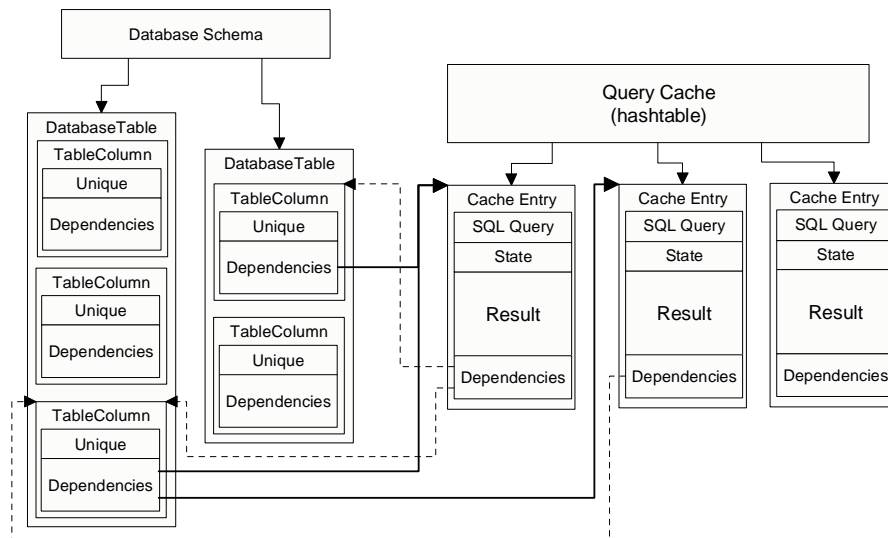 Database Schema
Query Cache
(hashtable)
DatabaseTable
TableColumn
Unique
Dependencies
TableColumn
Unique
Dependencies
TableColumn
Unique
Dependencies
DatabaseTable
TableColumn
Unique
Dependencies
TableColumn
Unique
Dependencies
Cache Entry
SQL Query
State
Result
Dependencies
Cache Entry
SQL Query
State
Result
Dependencies
Cache Entry
SQL Query
State
Result
Dependencies